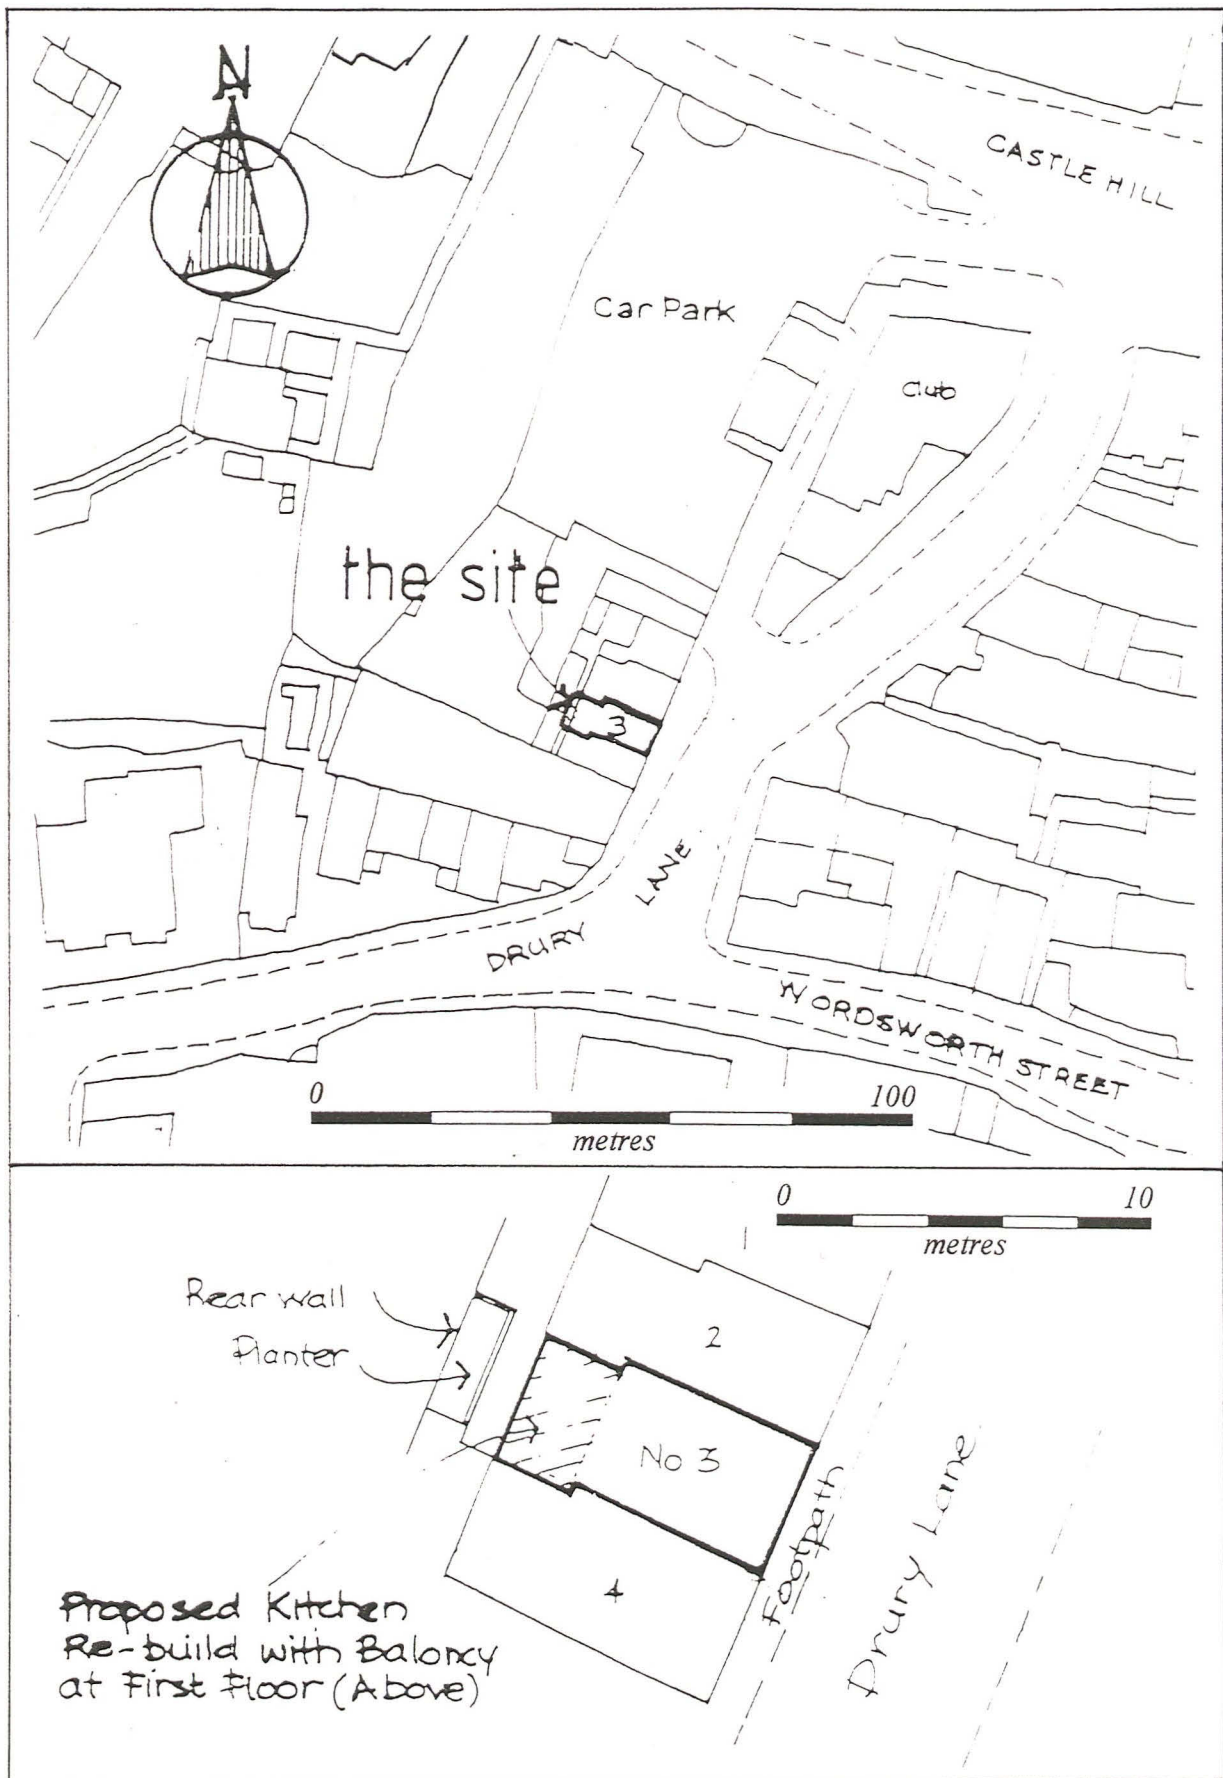 N
CASTLE HILL
Car Park
Club
the site
3
LANE
DRURY
WORDSWORTH STREET
0 100
metres
0 10
metres
Rear wall
Planter
2
No 3
4
Footpath
Drury Lane
Proposed Kitchen
Re-build with Baloncy
at First Floor (Above)